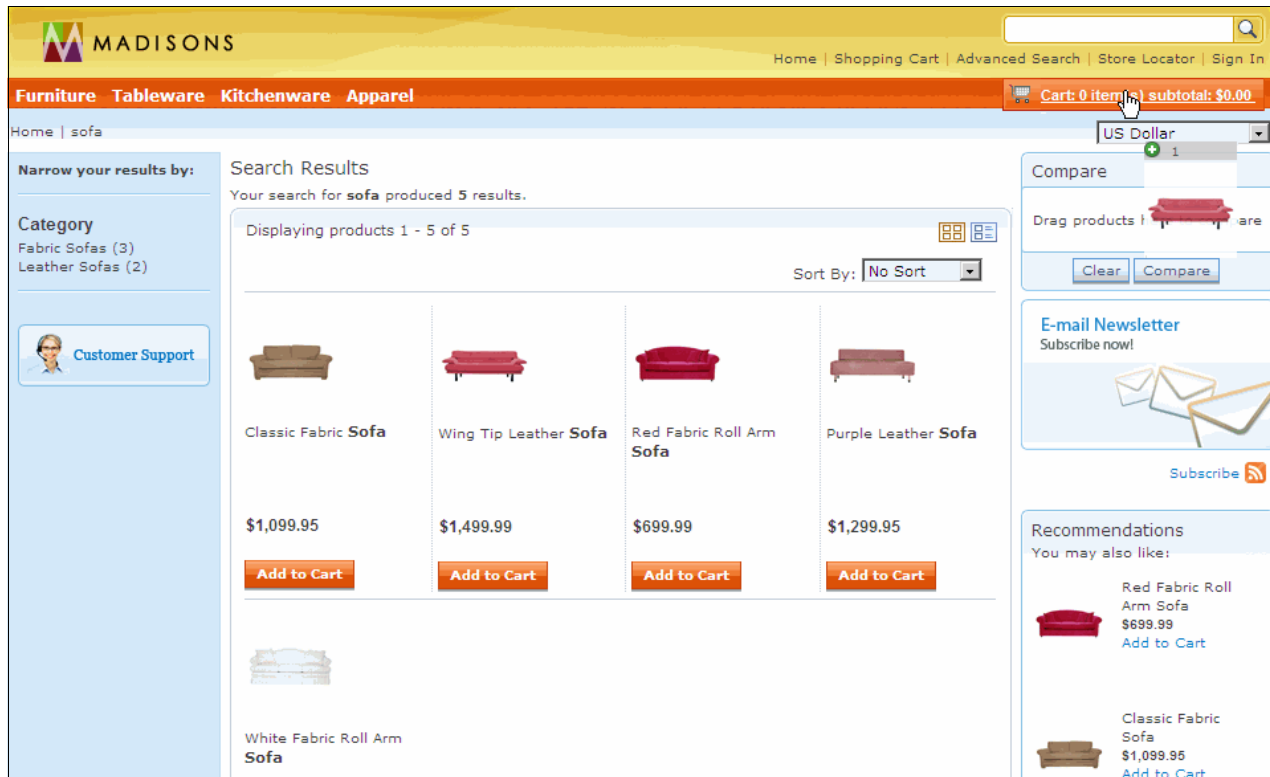 MADISONS
Home | Shopping Cart | Advanced Search | Store Locator | Sign In
Furniture Tableware Kitchenware Apparel
Cart: 0 item(s) subtotal: $0.00
Home | sofa
US Dollar
1
Narrow your results by:
Category
Fabric Sofas (3)
Leather Sofas (2)
Customer Support
Search Results
Your search for sofa produced 5 results.
Displaying products 1 - 5 of 5
Sort By: No Sort
Classic Fabric Sofa
$1,099.95
Add to Cart
Wing Tip Leather Sofa
$1,499.99
Add to Cart
Red Fabric Roll Arm
Sofa
$699.99
Add to Cart
Purple Leather Sofa
$1,299.95
Add to Cart
White Fabric Roll Arm
Sofa
Compare
Drag products
Clear Compare
E-mail Newsletter
Subscribe now!
Subscribe
Recommendations
You may also like:
Red Fabric Roll
Arm Sofa
$699.99
Add to Cart
Classic Fabric
Sofa
$1,099.95
Add to Cart